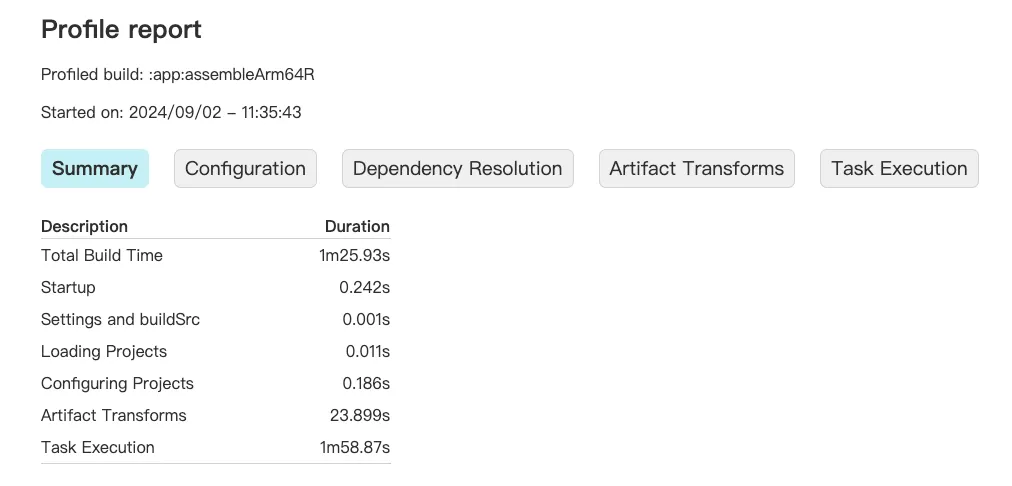 Profile report
Profiled build: :app:assembleArm64R
Started on: 2024/09/02 – 11:35:43
Summary Configuration Dependency Resolution Artifact Transforms Task Execution
Description Duration
Total Build Time 1m25.93s
Startup 0.242s
Settings and buildSrc 0.001s
Loading Projects 0.011s
Configuring Projects 0.186s
Artifact Transforms 23.899s
Task Execution 1m58.87s